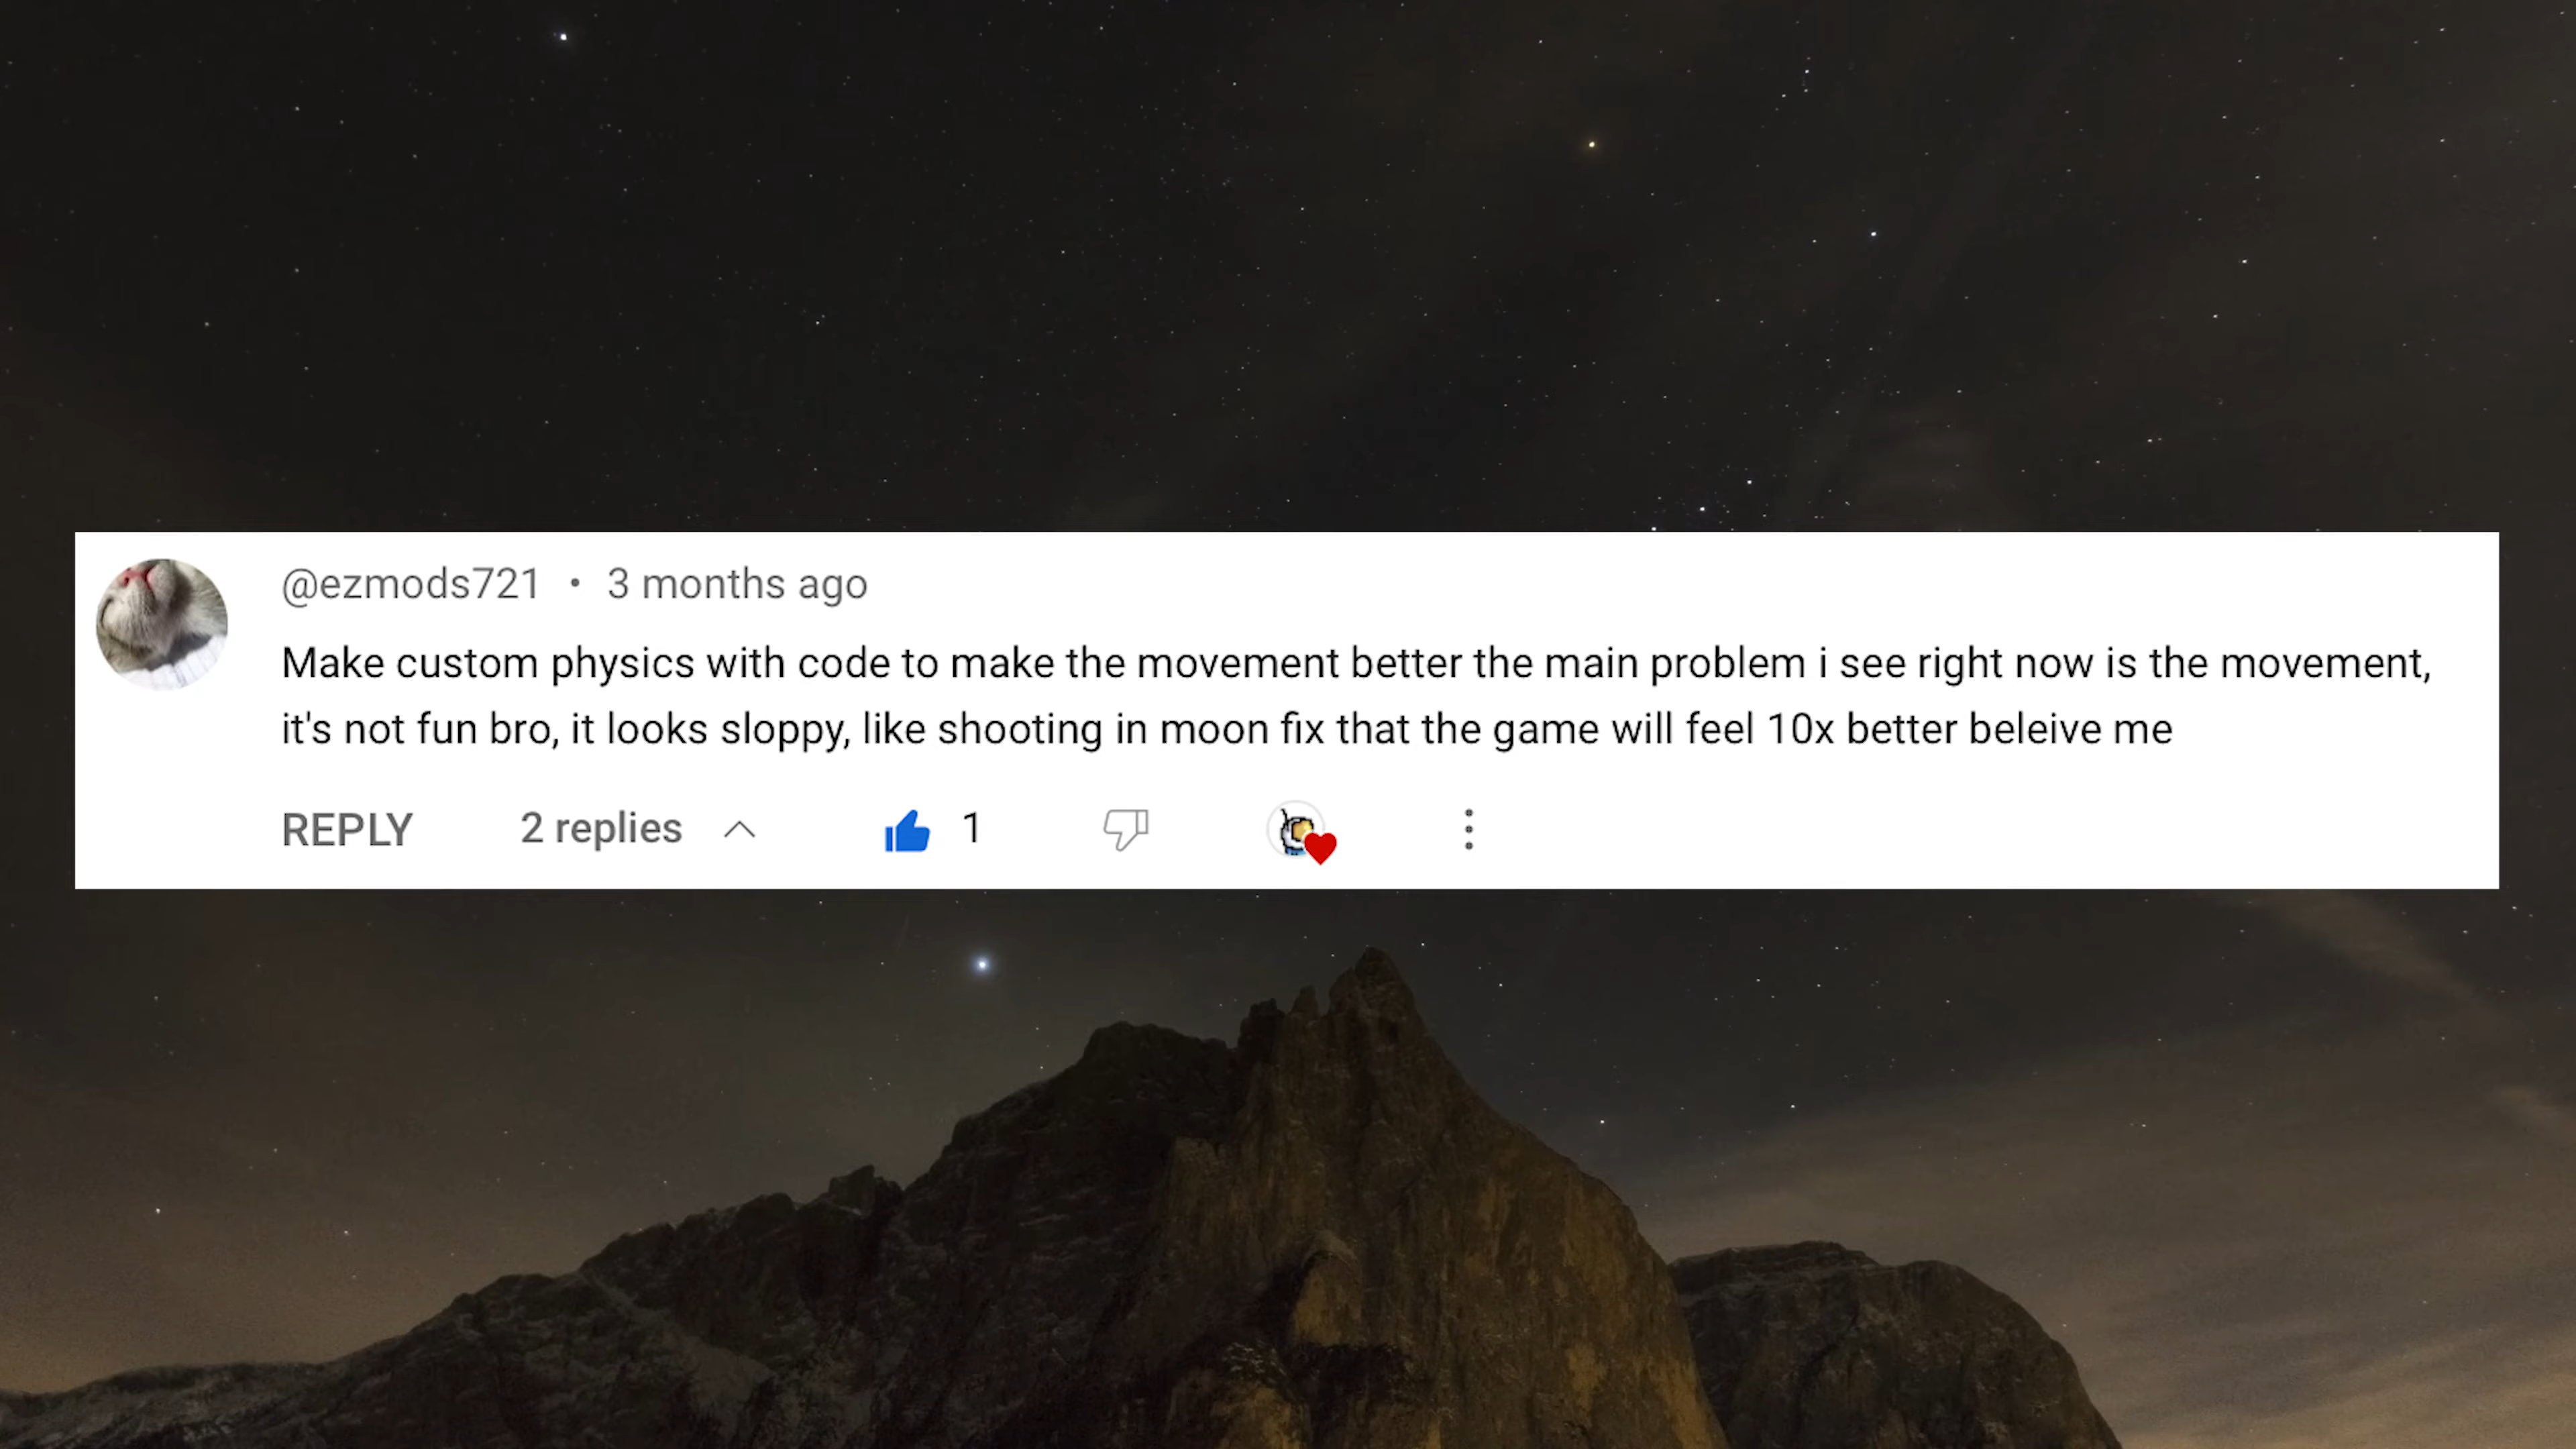 @ezmods721 • 3 months ago
Make custom physics with code to make the movement better the main problem i see right now is the movement,
it's not fun bro, it looks sloppy, like shooting in moon fix that the game will feel 10x better beleive me
REPLY 2 replies 1